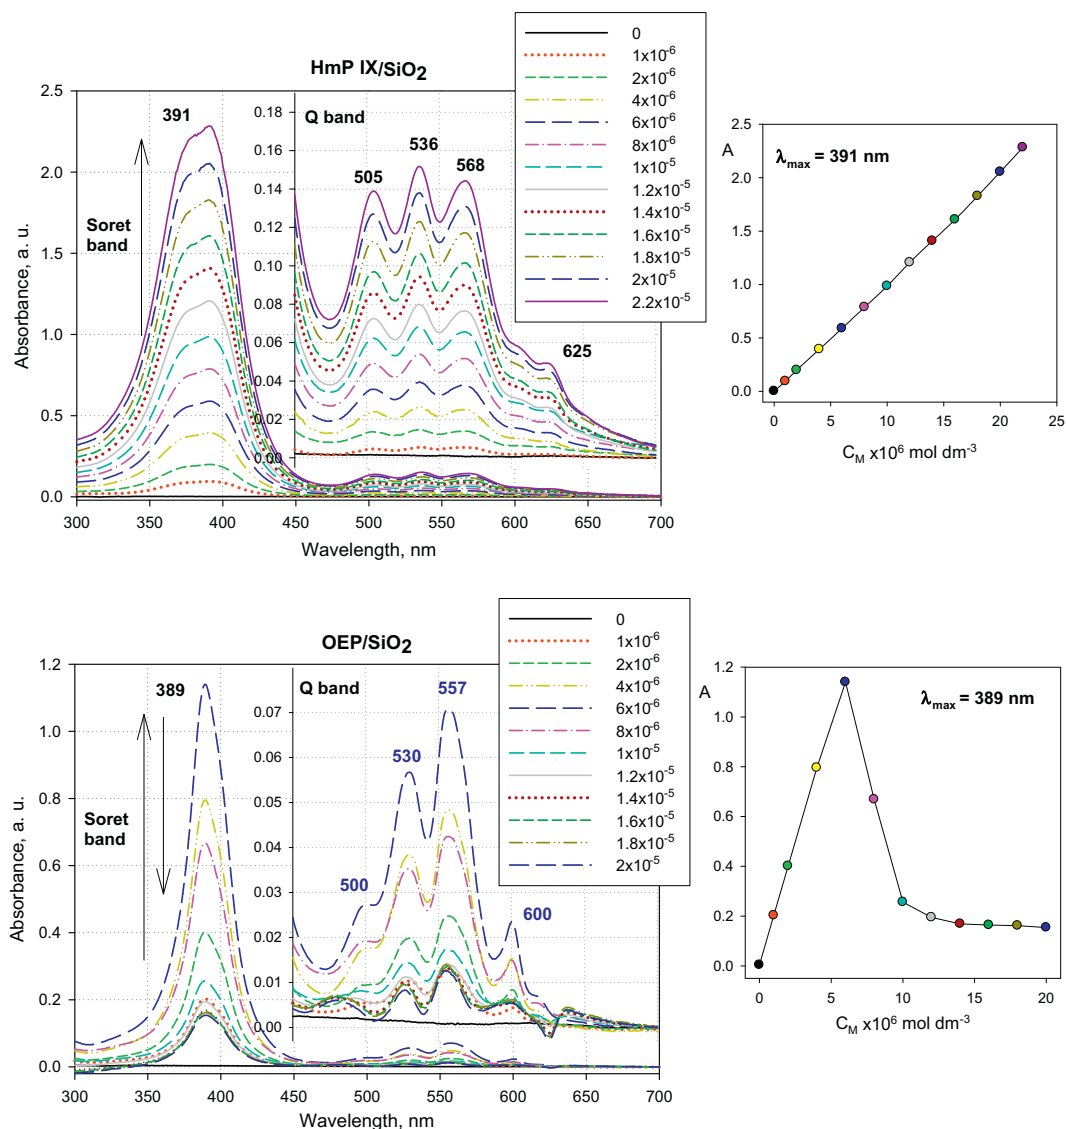 HmP IX/SiO₂
0
1x10⁻⁶
2x10⁻⁶
4x10⁻⁶
6x10⁻⁶
8x10⁻⁶
1x10⁻⁵
1.2x10⁻⁵
1.4x10⁻⁵
1.6x10⁻⁵
1.8x10⁻⁵
2x10⁻⁵
2.2x10⁻⁵
Absorbance, a. u.
2.5
2.0
1.5
1.0
0.5
0.0
391
Soret
band
Q band
0.18
0.16
0.14
0.12
0.10
0.08
0.06
0.04
0.02
0.00
505
536
568
625
300
350
400
450
500
550
600
650
700
Wavelength, nm
A
λmax = 391 nm
2.5
2.0
1.5
1.0
0.5
0.0
0
5
10
15
20
25
C_M x10⁶ mol dm⁻³
OEP/SiO₂
0
1x10⁻⁶
2x10⁻⁶
4x10⁻⁶
6x10⁻⁶
8x10⁻⁶
1x10⁻⁵
1.2x10⁻⁵
1.4x10⁻⁵
1.6x10⁻⁵
1.8x10⁻⁵
2x10⁻⁵
Absorbance, a. u.
1.2
1.0
0.8
0.6
0.4
0.2
0.0
389
Soret
band
Q band
0.07
0.06
0.05
0.04
0.03
0.02
0.01
0.00
500
530
557
600
300
350
400
450
500
550
600
650
700
Wavelength, nm
A
λmax = 389 nm
1.2
1.0
0.8
0.6
0.4
0.2
0.0
0
5
10
15
20
C_M x10⁶ mol dm⁻³